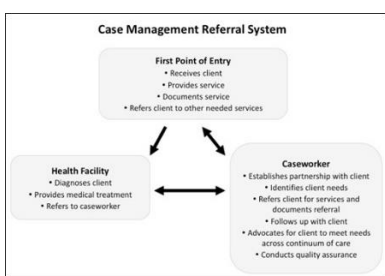 Case Management Referral System
First Point of Entry
• Receives client
• Provides service
• Documents service
• Refers client to other needed services
Health Facility
• Diagnoses client
• Provides medical treatment
• Refers to caseworker
Caseworker
• Establishes partnership with client
• Identifies client needs
• Refers client for services and
documents referral
• Follows up with client
• Advocates for client to meet needs
across continuum of care
• Conducts quality assurance